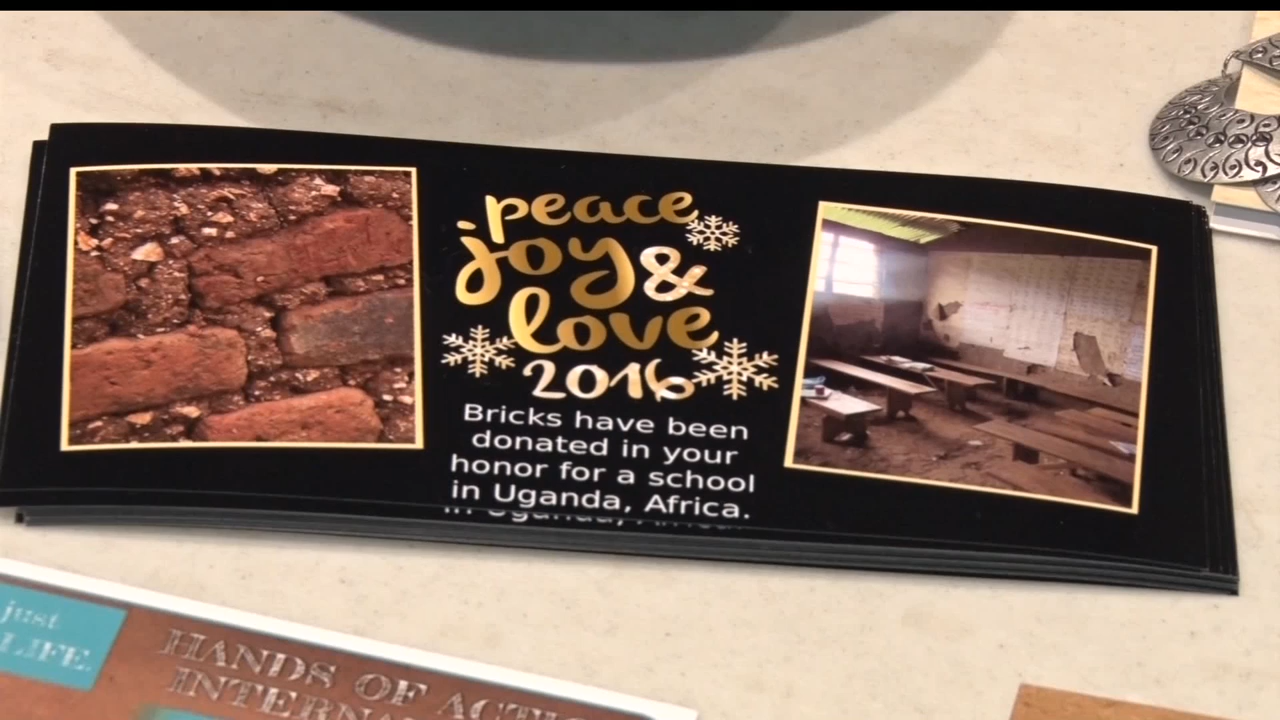 peace
joy &
love
2016
Bricks have been
donated in your
honor for a school
in Uganda, Africa.
just
LIFE
HANDS OF